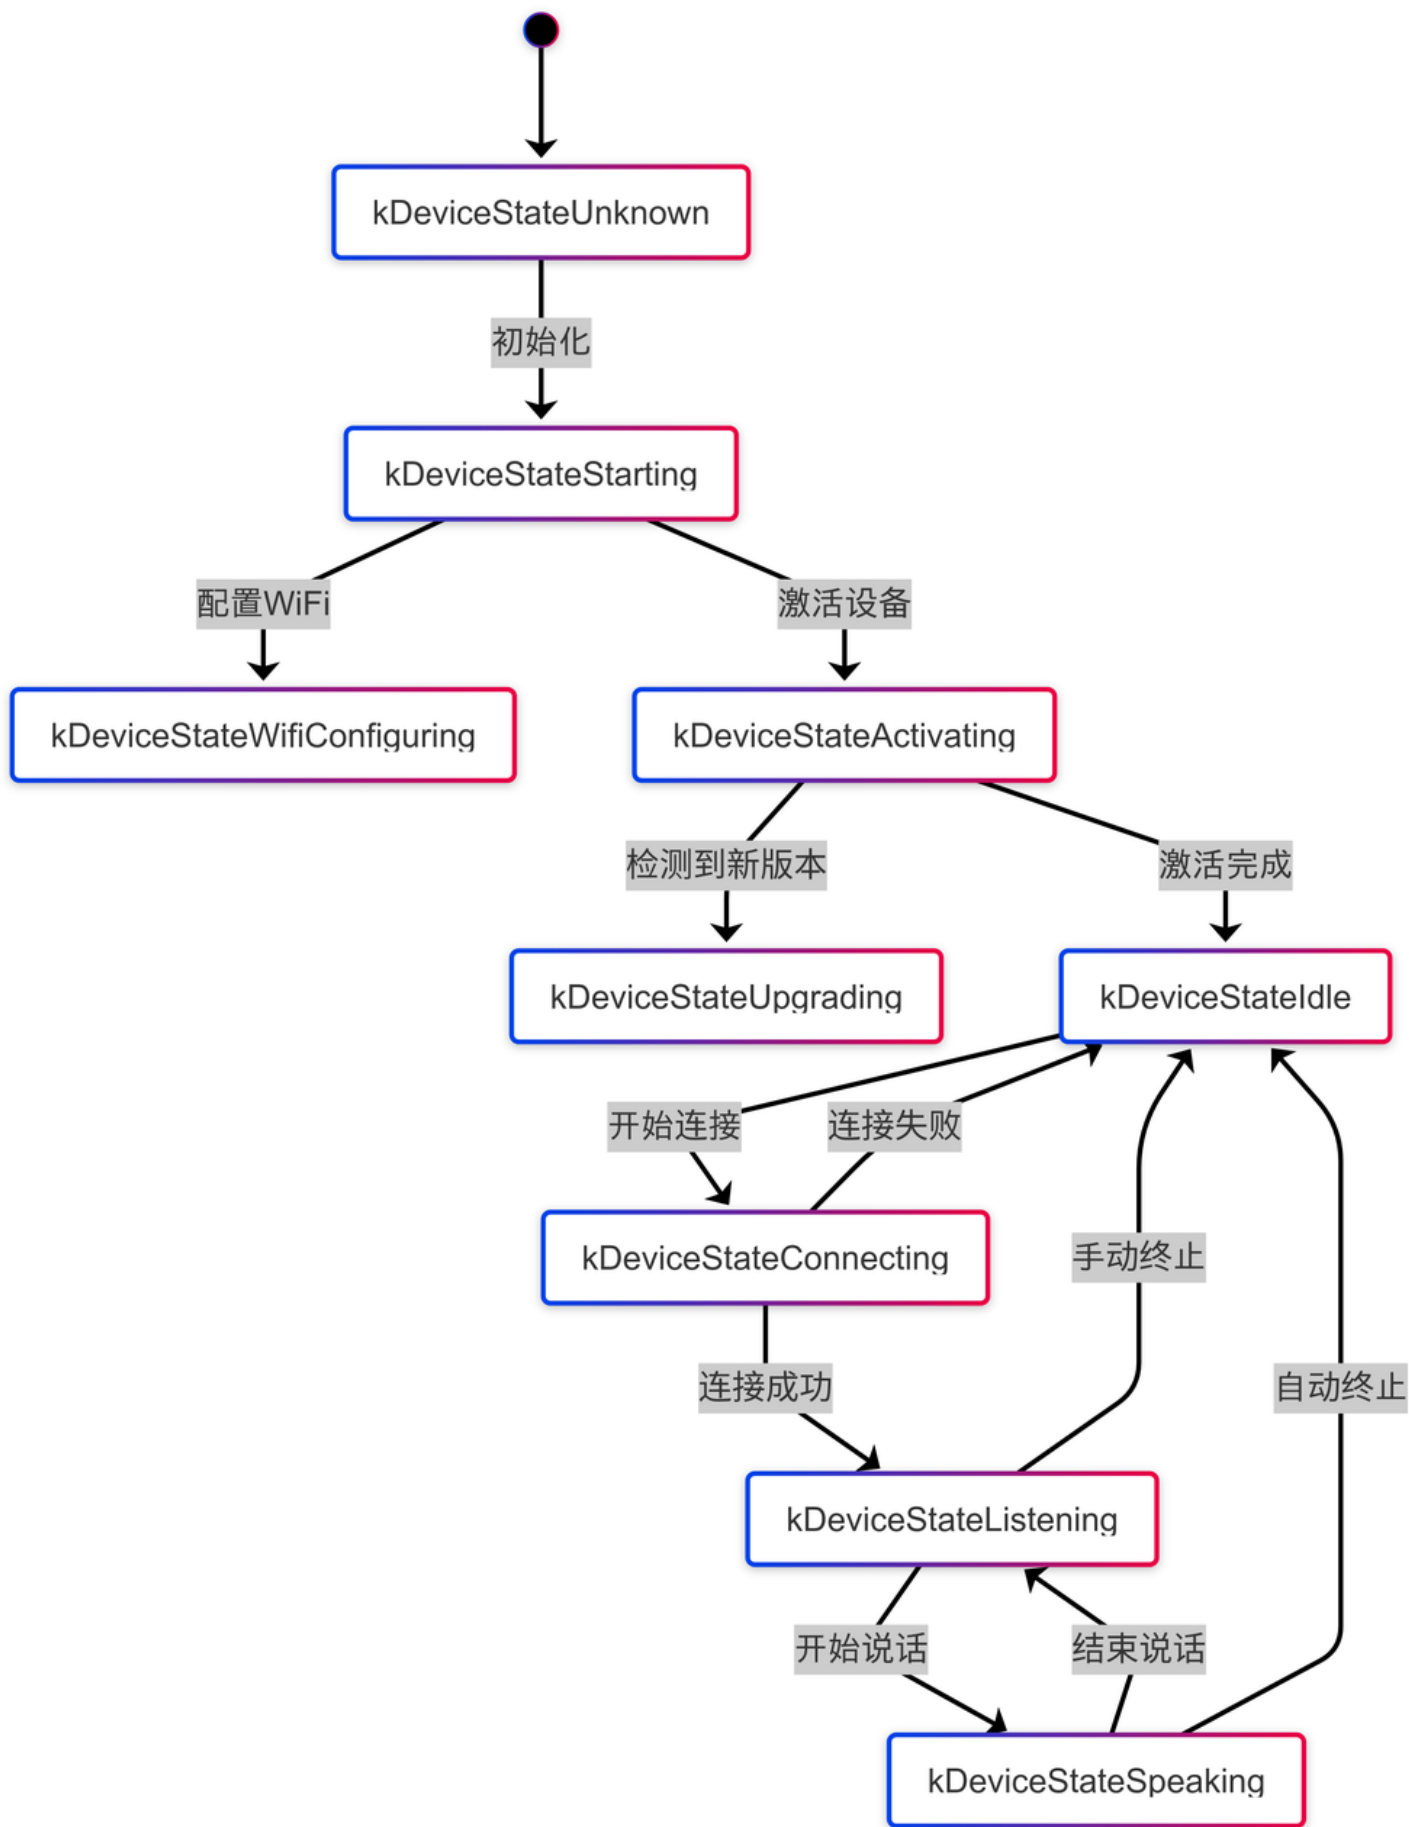 kDeviceStateUnknown
初始化
kDeviceStateStarting
配置WiFi
激活设备
kDeviceStateWifiConfiguring
kDeviceStateActivating
检测到新版本
激活完成
kDeviceStateUpgrading
kDeviceStateIdle
开始连接
连接失败
kDeviceStateConnecting
手动终止
连接成功
自动终止
kDeviceStateListening
开始说话
结束说话
kDeviceStateSpeaking